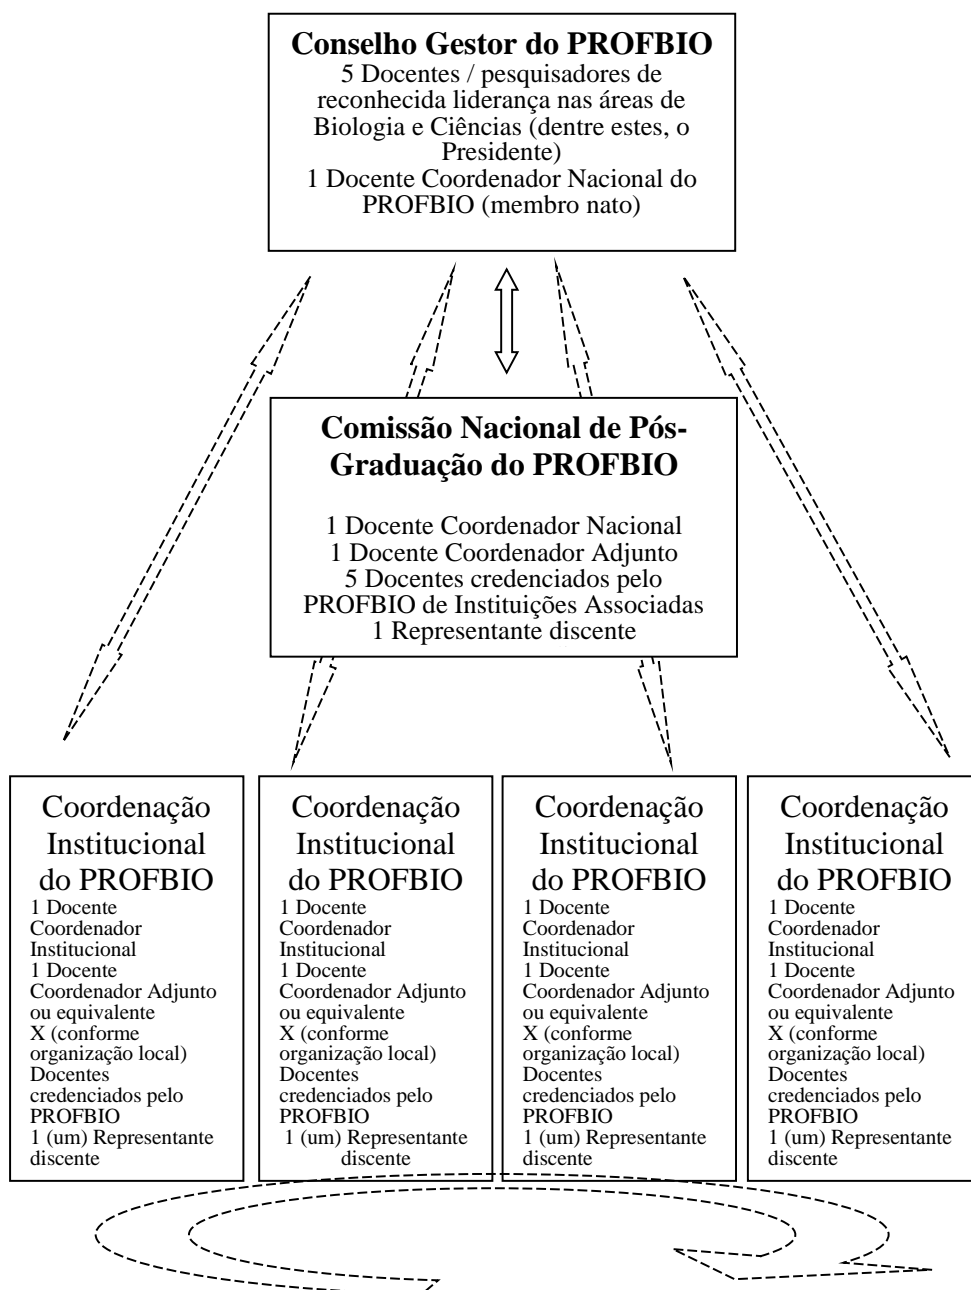 Conselho Gestor do PROFBIO
5 Docentes / pesquisadores de
reconhecida liderança nas áreas de
Biologia e Ciências (dentre estes, o
Presidente)
1 Docente Coordenador Nacional do
PROFBIO (membro nato)
Comissão Nacional de Pós-
Graduação do PROFBIO
1 Docente Coordenador Nacional
1 Docente Coordenador Adjunto
5 Docentes credenciados pelo
PROFBIO de Instituições Associadas
1 Representante discente
Coordenação
Institucional
do PROFBIO
1 Docente
Coordenador
Institucional
1 Docente
Coordenador Adjunto
ou equivalente
X (conforme
organização local)
Docentes
credenciados pelo
PROFBIO
1 (um) Representante
discente
Coordenação
Institucional
do PROFBIO
1 Docente
Coordenador
Institucional
1 Docente
Coordenador Adjunto
ou equivalente
X (conforme
organização local)
Docentes
credenciados pelo
PROFBIO
1 (um) Representante
discente
Coordenação
Institucional
do PROFBIO
1 Docente
Coordenador
Institucional
1 Docente
Coordenador Adjunto
ou equivalente
X (conforme
organização local)
Docentes
credenciados pelo
PROFBIO
1 (um) Representante
discente
Coordenação
Institucional
do PROFBIO
1 Docente
Coordenador
Institucional
1 Docente
Coordenador Adjunto
ou equivalente
X (conforme
organização local)
Docentes
credenciados pelo
PROFBIO
1 (um) Representante
discente